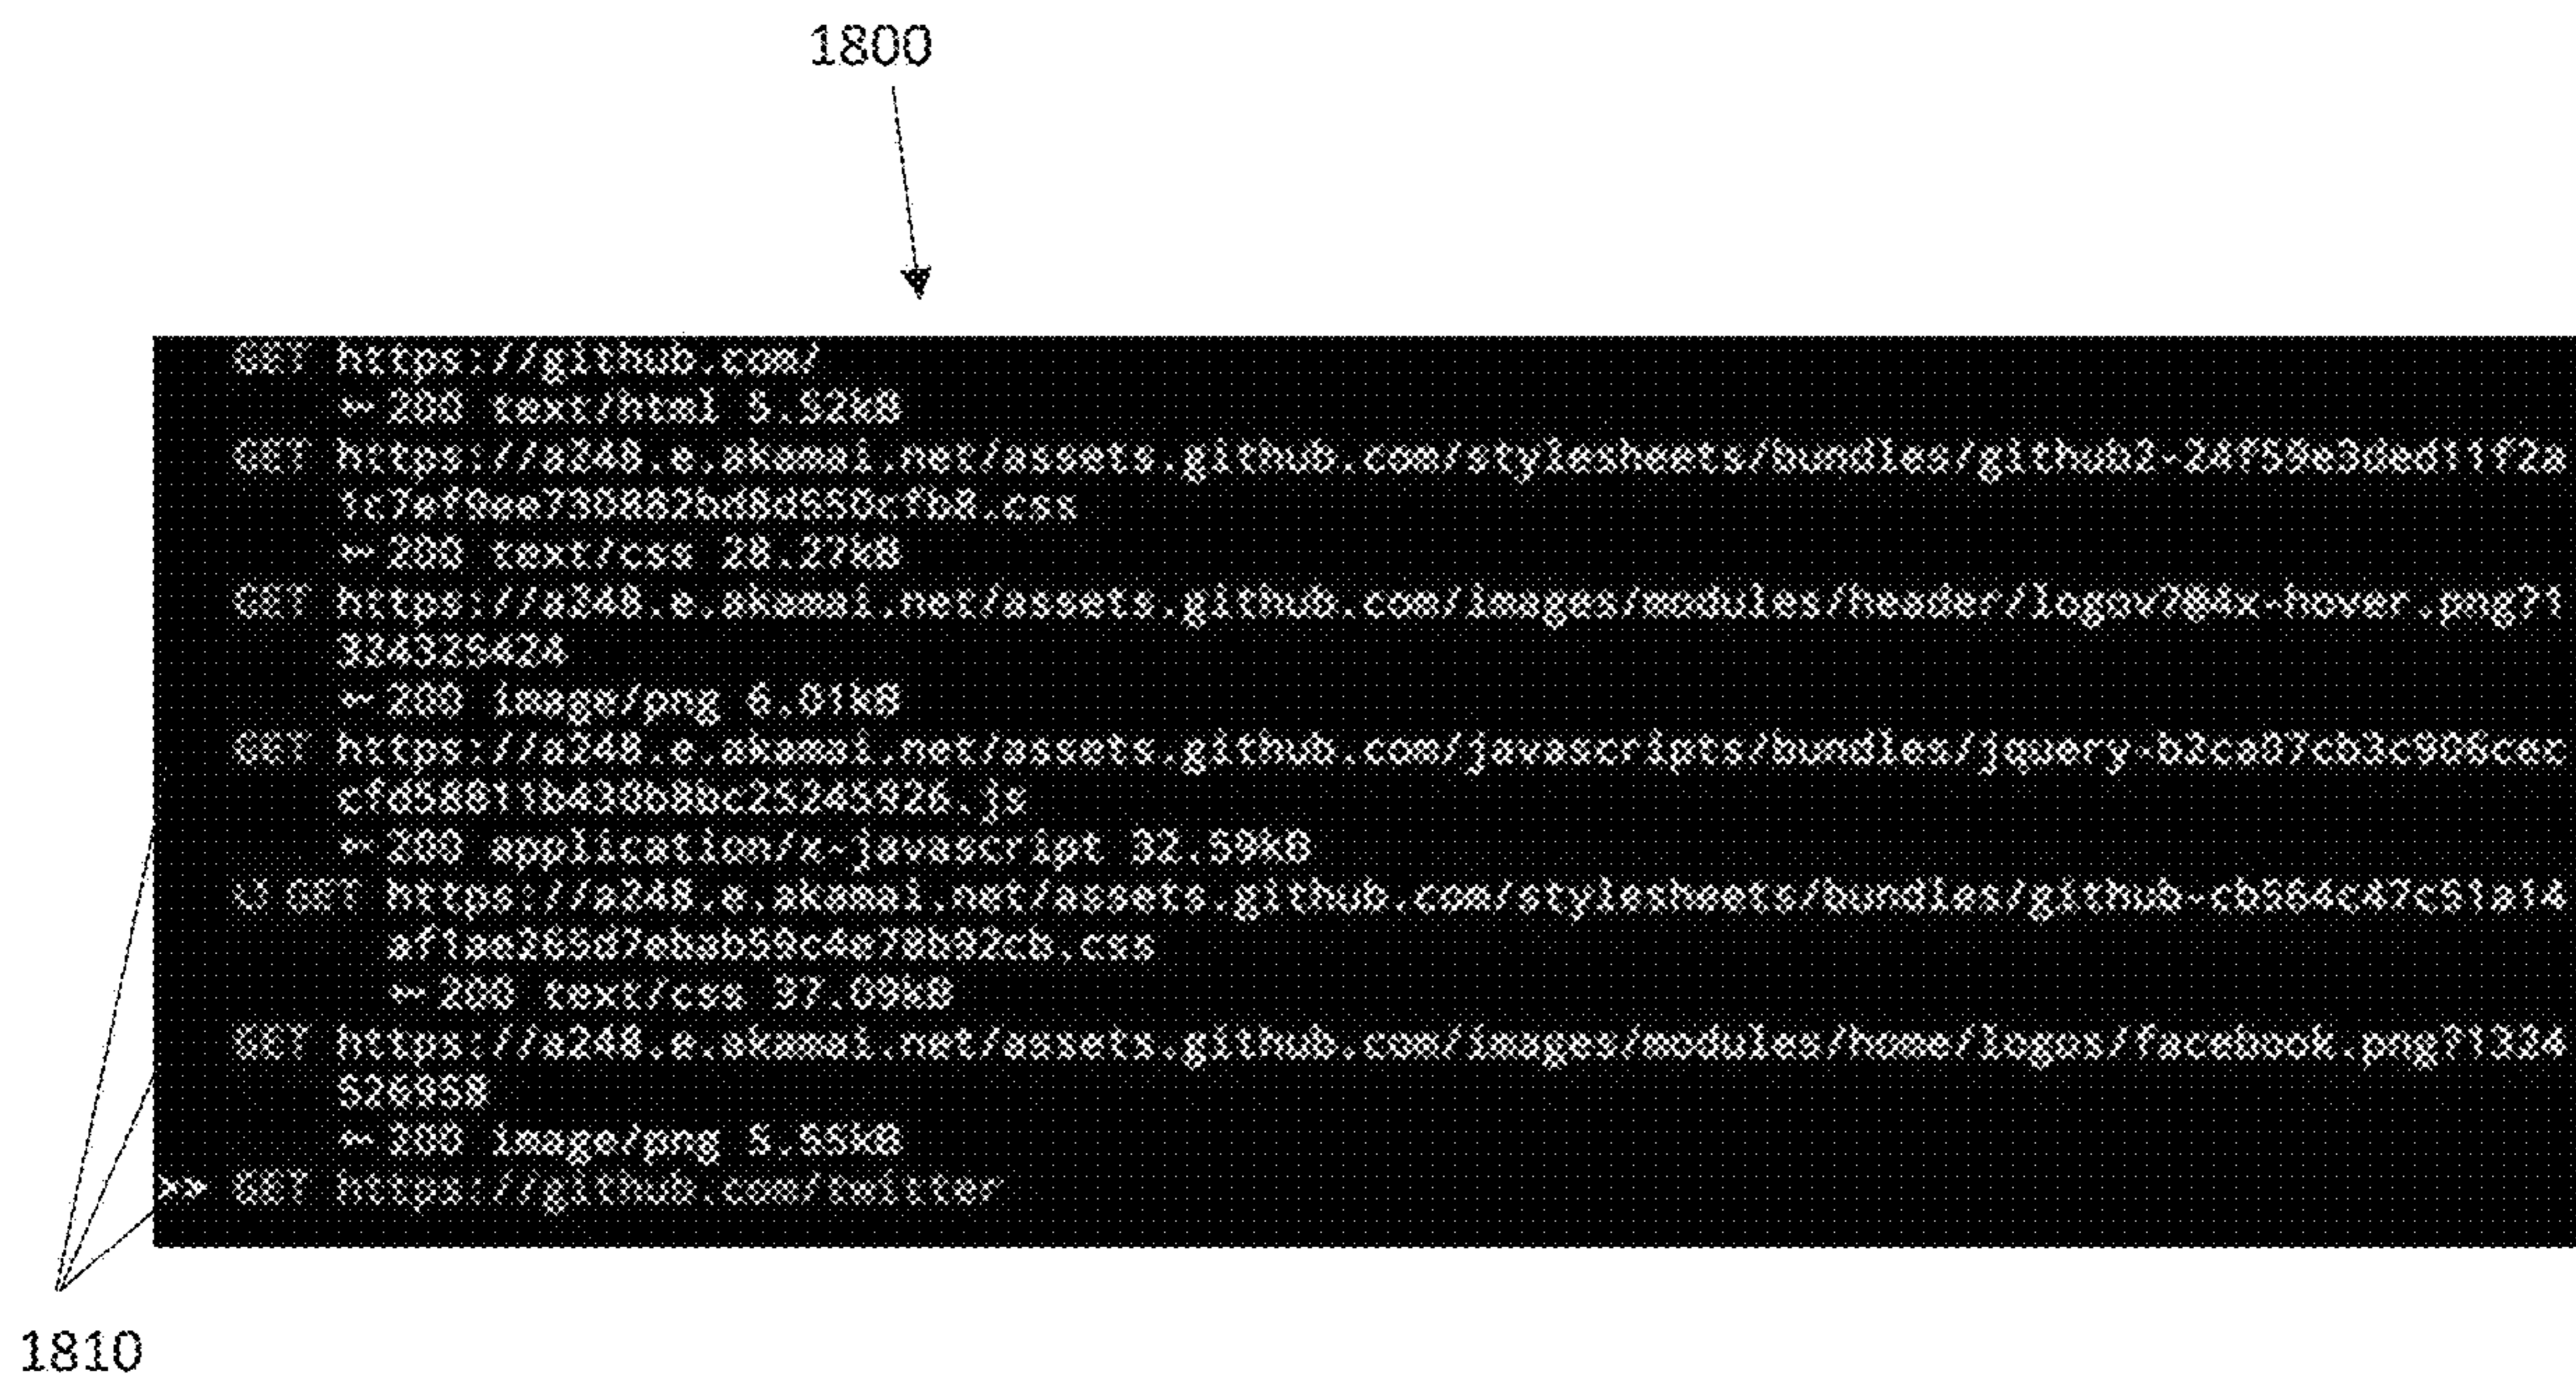 1800
GET https://github.com/
← 200 text/html 5.52kB
GET https://a248.e.akamai.net/assets.github.com/stylesheets/bundles/github2-24f59e3ded11f2a
1c7ef9ee730882bd8d550cfb8.css
← 200 text/css 28.27kB
GET https://a248.e.akamai.net/assets.github.com/images/modules/header/logov7@4x-hover.png?1
324325424
← 200 image/png 6.01kB
GET https://a248.e.akamai.net/assets.github.com/javascripts/bundles/jquery-b2ca07cb3c906cec
cfd58811b430b8bc25245926.js
← 200 application/x-javascript 32.59kB
↺ GET https://a248.e.akamai.net/assets.github.com/stylesheets/bundles/github-cb564c47c51a14
af1ae265d7ebab59c4e78b92cb.css
← 200 text/css 37.09kB
GET https://a248.e.akamai.net/assets.github.com/images/modules/home/logos/facebook.png?1324
526958
← 200 image/png 5.55kB
>> GET https://github.com/twitter
1810